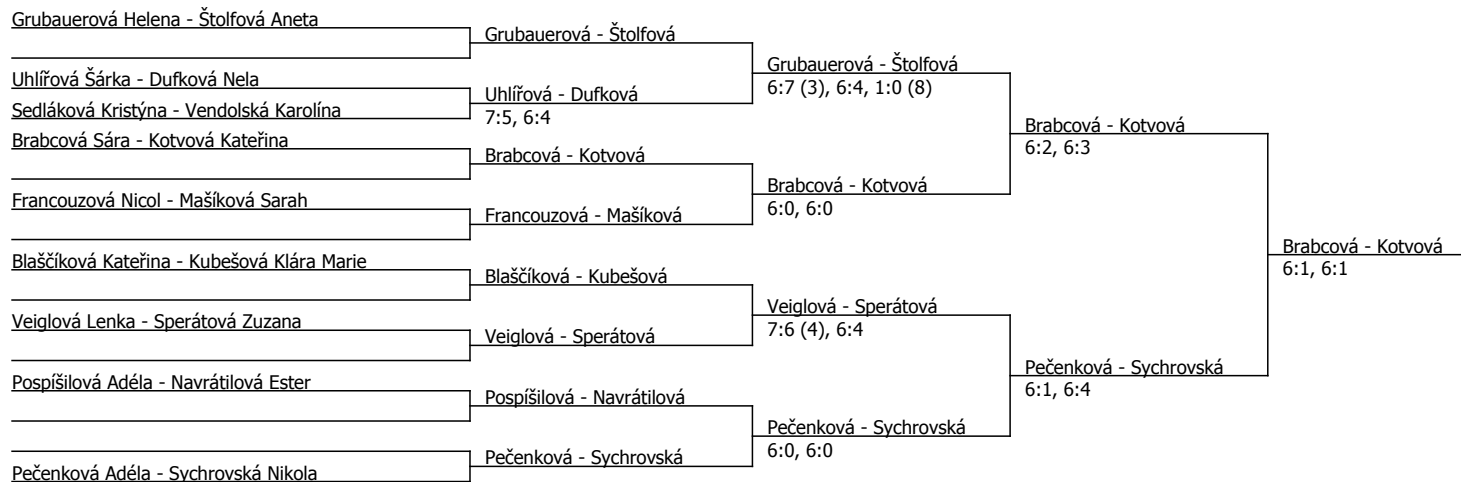 Grubauerová Helena - Štolfová Aneta
Uhlířová Šárka - Dufková Nela
Sedláková Kristýna - Vendolská Karolína
Brabcová Sára - Kotvová Kateřina
Francouzová Nicol - Mašíková Sarah
Blaščíková Kateřina - Kubešová Klára Marie
Veiglová Lenka - Sperátová Zuzana
Pospíšilová Adéla - Navrátilová Ester
Pečenková Adéla - Sychrovská Nikola
Grubauerová - Štolfová
Uhlířová - Dufková
7:5, 6:4
Brabcová - Kotvová
Francouzová - Mašíková
Blaščíková - Kubešová
Veiglová - Sperátová
Pospíšilová - Navrátilová
Pečenková - Sychrovská
Grubauerová - Štolfová
6:7 (3), 6:4, 1:0 (8)
Brabcová - Kotvová
6:0, 6:0
Veiglová - Sperátová
7:6 (4), 6:4
Pečenková - Sychrovská
6:0, 6:0
Brabcová - Kotvová
6:2, 6:3
Pečenková - Sychrovská
6:1, 6:4
Brabcová - Kotvová
6:1, 6:1